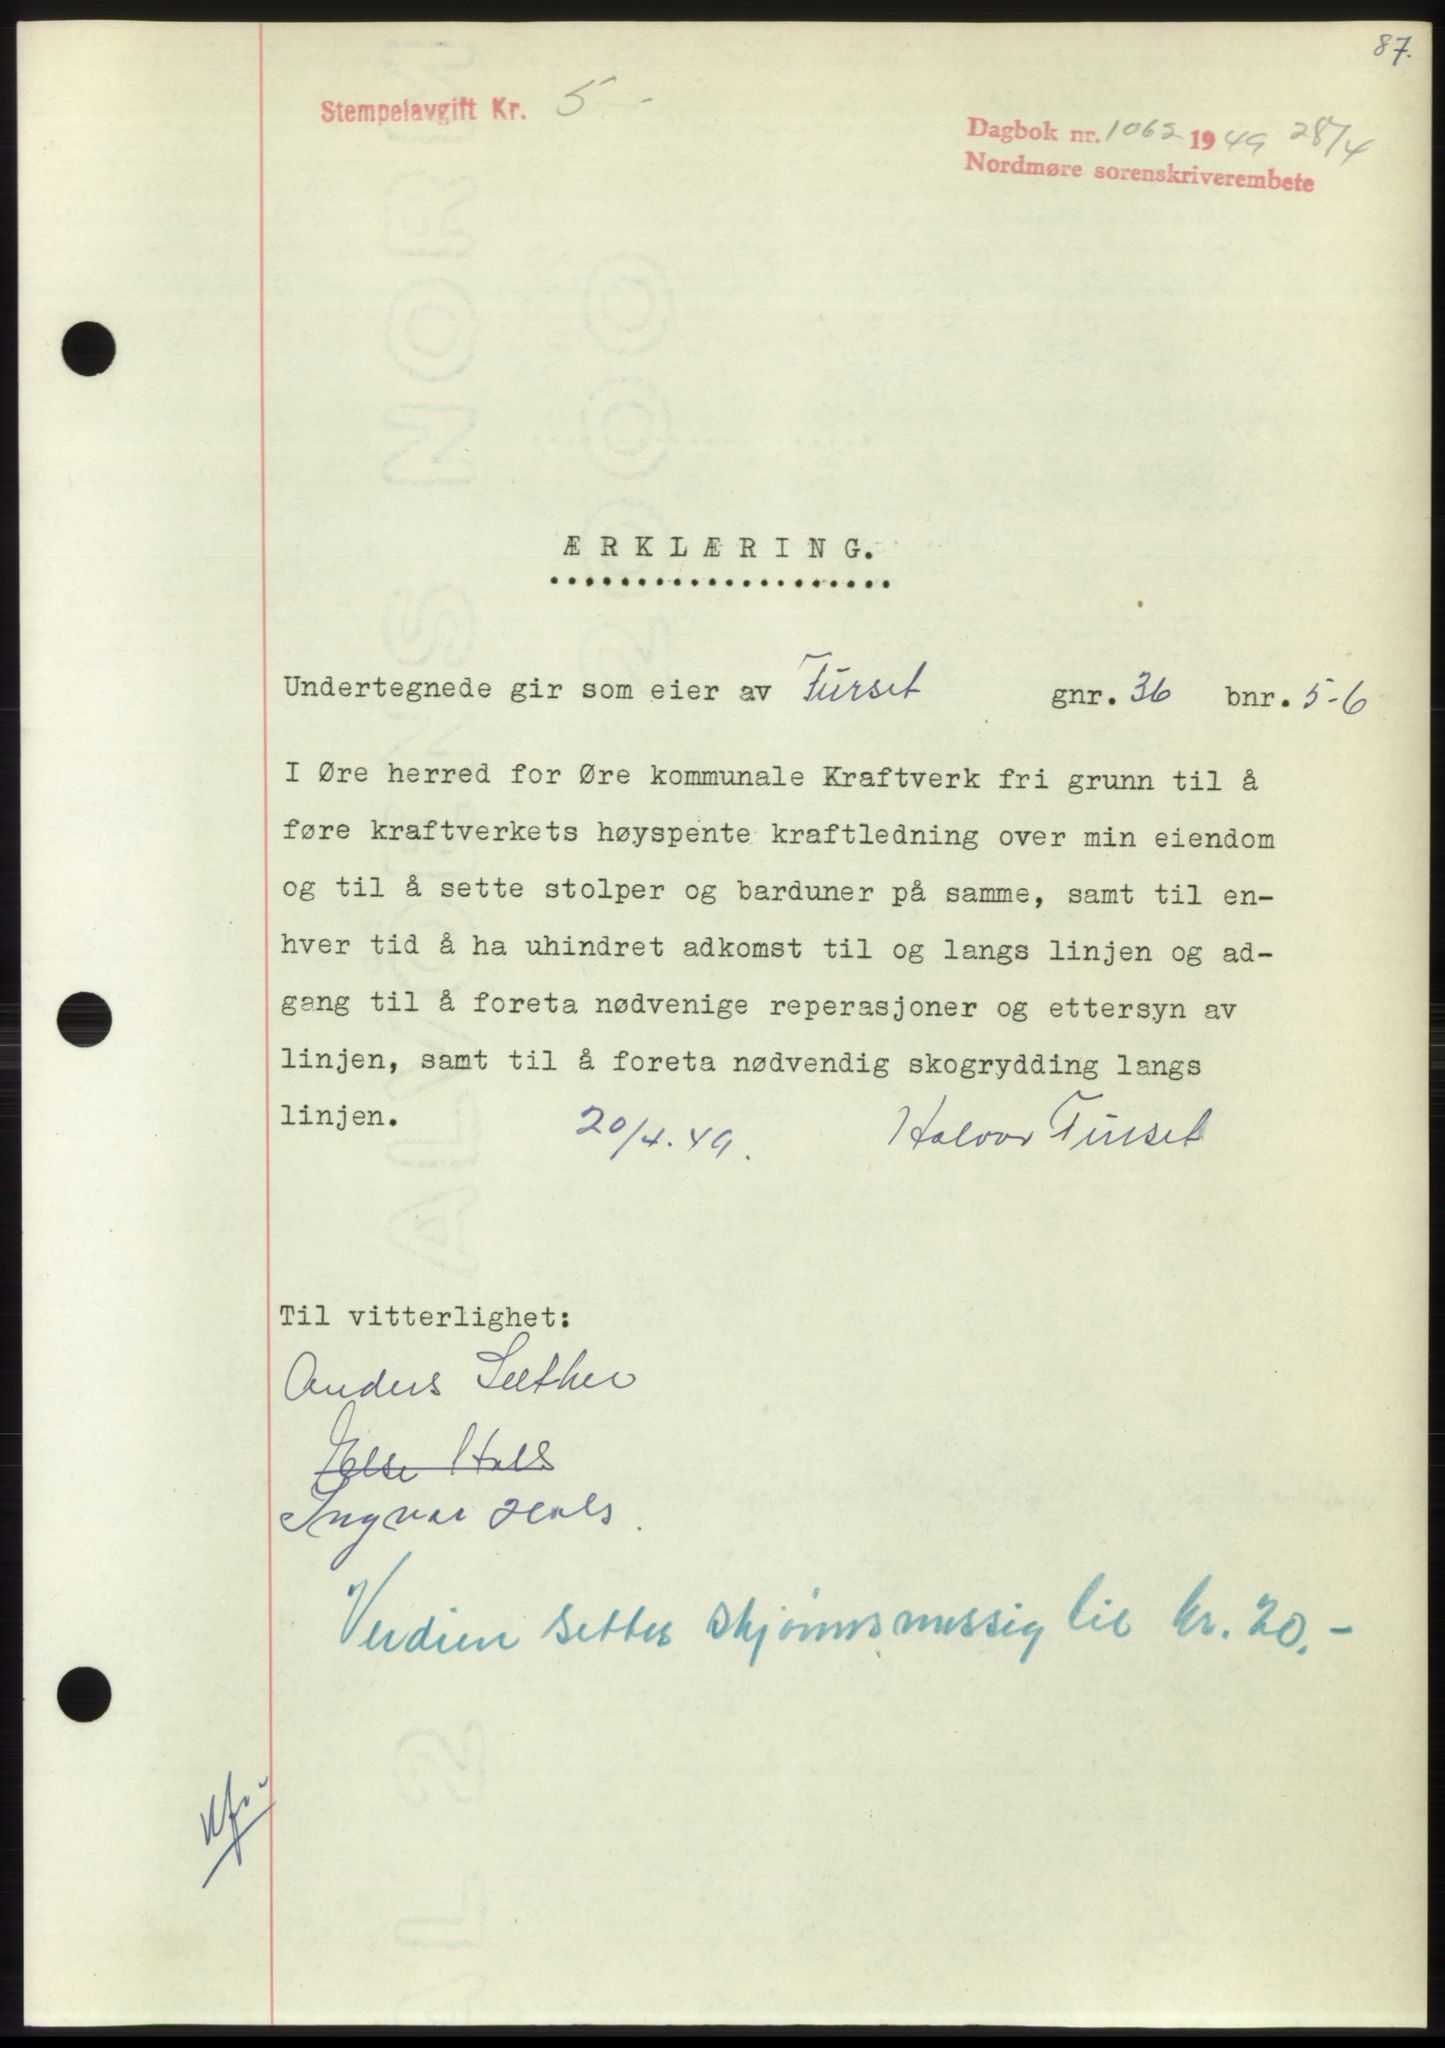 87.
Stempelavgift Kr. 5 -
Dagbok nr. 1062 1949 28/4
Nordmøre sorenskriverembete
ÆRKLÆRING.
Undertegnede gir som eier av Furset gnr. 36 bnr. 5-6
I Øre herred for Øre kommunale Kraftverk fri grunn til å
føre kraftverkets høyspente kraftledning over min eiendom
og til å sette stolper og barduner på samme, samt til en-
hver tid å ha uhindret adkomst til og langs linjen og ad-
gang til å foreta nødvenige reperasjoner og ettersyn av
linjen, samt til å foreta nødvendig skogrydding langs
linjen. 20/4.49. Halvor Furset
Til vitterlighet:
Anders Sæther
Else Hals
Ingvar Hals.
Verdien settes skjønnsmessig til kr. 20.-